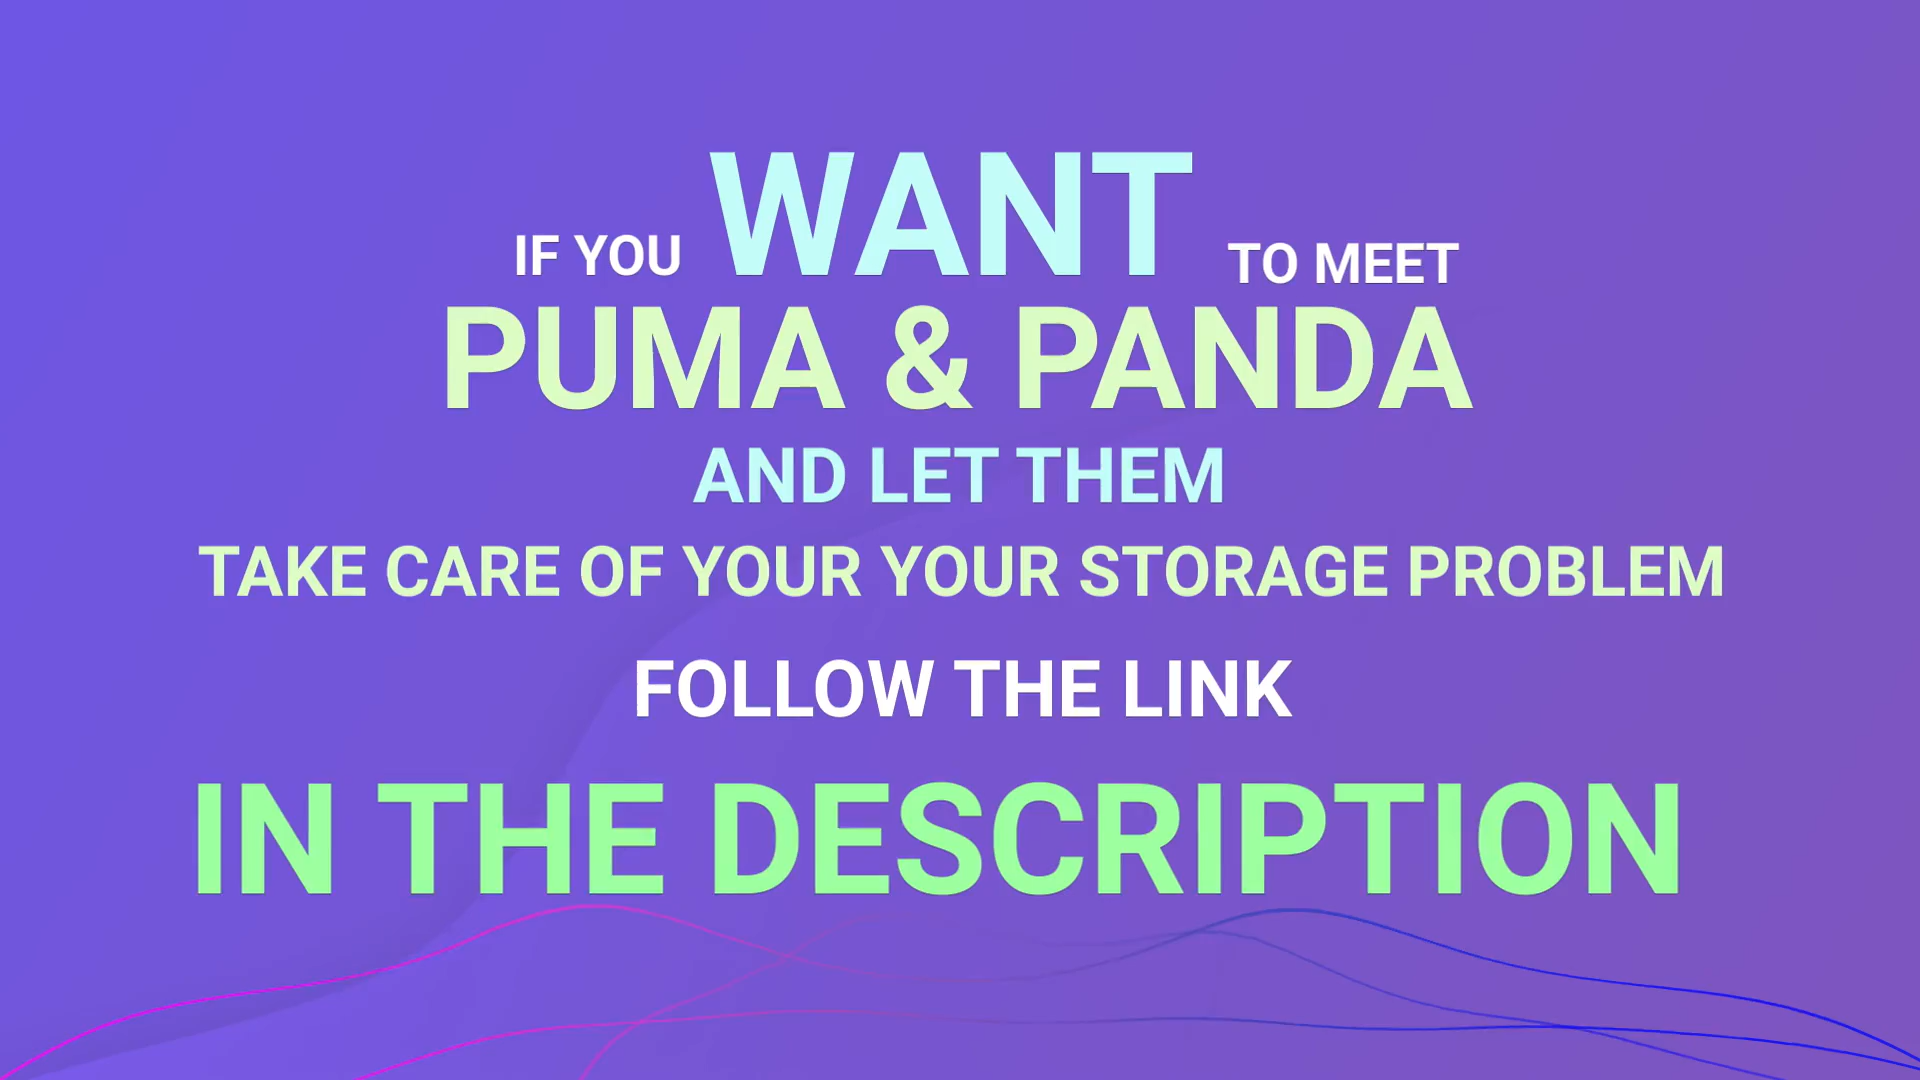 IF YOU WANT TO MEET
PUMA & PANDA
AND LET THEM
TAKE CARE OF YOUR YOUR STORAGE PROBLEM
FOLLOW THE LINK
IN THE DESCRIPTION